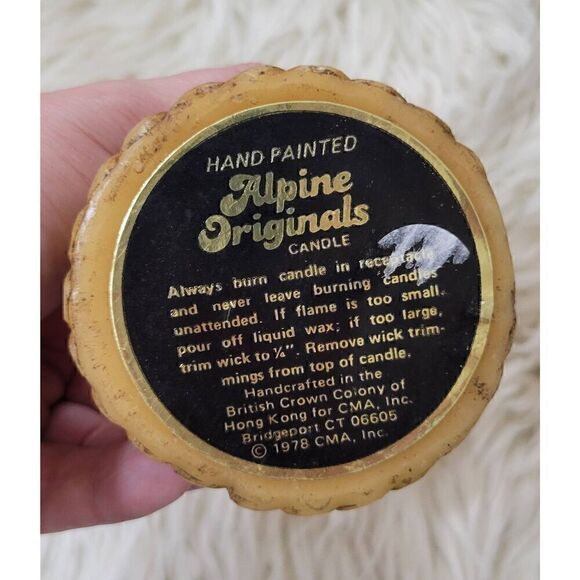 HAND PAINTED
Alpine
Originals
CANDLE
Always burn candle in receptacle
and never leave burning candles
unattended. If flame is too small,
pour off liquid wax; if too large,
trim wick to ¼". Remove wick trim-
mings from top of candle.
Handcrafted in the
British Crown Colony of
Hong Kong for CMA, Inc.
Bridgeport CT 06605
© 1978 CMA, Inc.